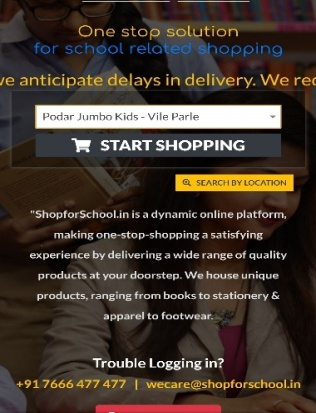 One stop solution
for school related shopping
ve anticipate delays in delivery. We
Podar Jumbo Kids - Vile Parle
START SHOPPING
SEARCH BY LOCATION
"ShopforSchool.in is a dynamic online platform,
making one-stop-shopping a satisfying
experience by delivering a wide range of quality
products at your doorstep. We house unique
products, ranging from books to stationery &
apparel to footwear.
Trouble Logging in?
+91 7666 477 477 | wecare@shopforschool.in